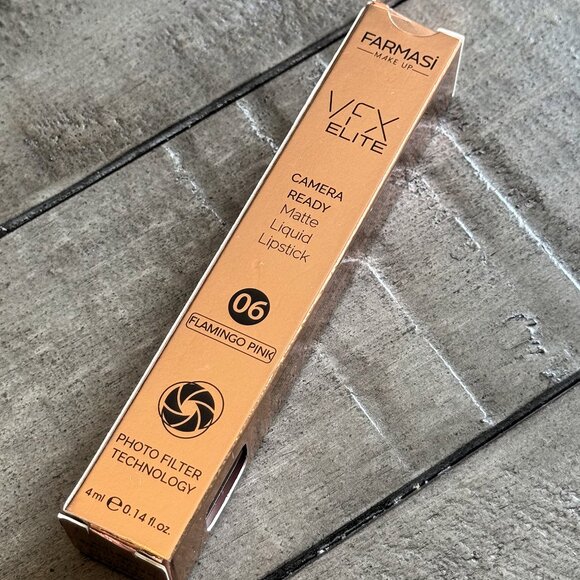 FARMASi
MAKE UP
VFX
ELITE
CAMERA
READY
Matte
Liquid
Lipstick
06
FLAMINGO PINK
PHOTO FILTER
TECHNOLOGY
4ml ℮ 0.14 fl.oz.